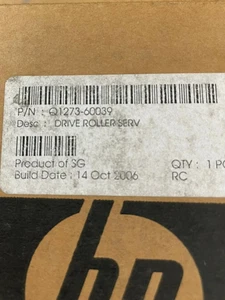 P/N : Q1273-60039
Desc : DRIVE ROLLER SERV
Product of SG QTY : 1 PC
Build Date : 14 Oct 2006 RC
hp